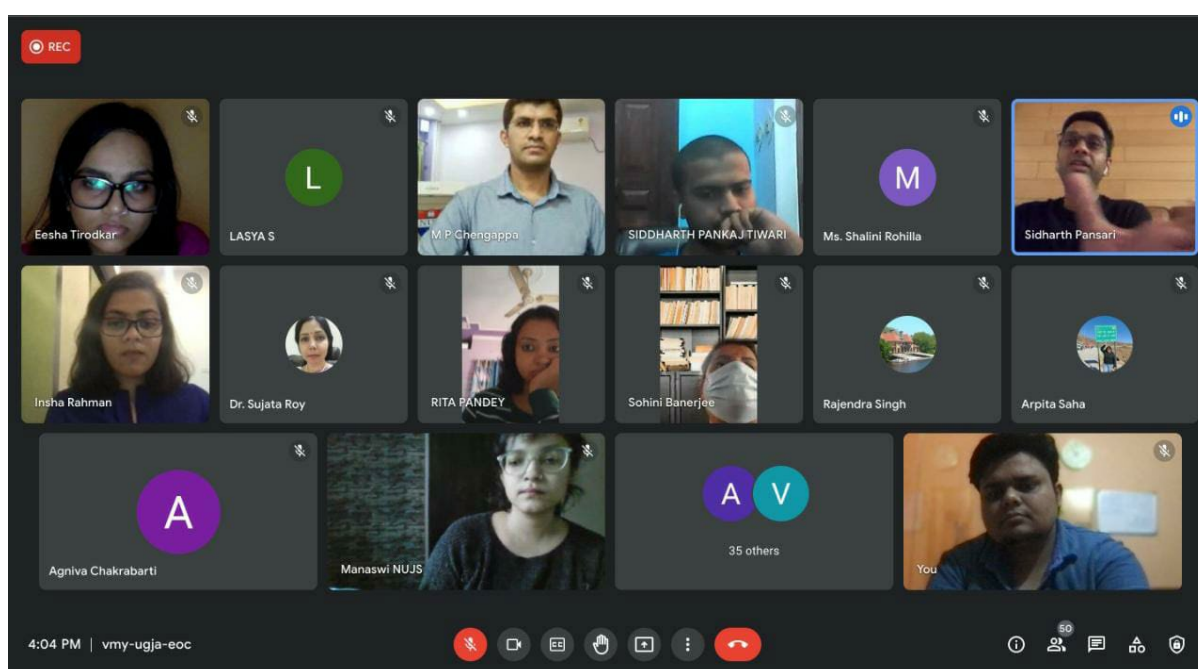 REC
Eesha Tirodkar
L
LASYA S
M P Chengappa
SIDDHARTH PANKAJ TIWARI
M
Ms. Shalini Rohilla
Sidharth Pansari
Insha Rahman
Dr. Sujata Roy
RITA PANDEY
Sohini Banerjee
Rajendra Singh
Arpita Saha
A
Agniva Chakrabarti
Manaswi NUJS
A V
35 others
You
4:04 PM | vmy-ugja-eoc
CC
50